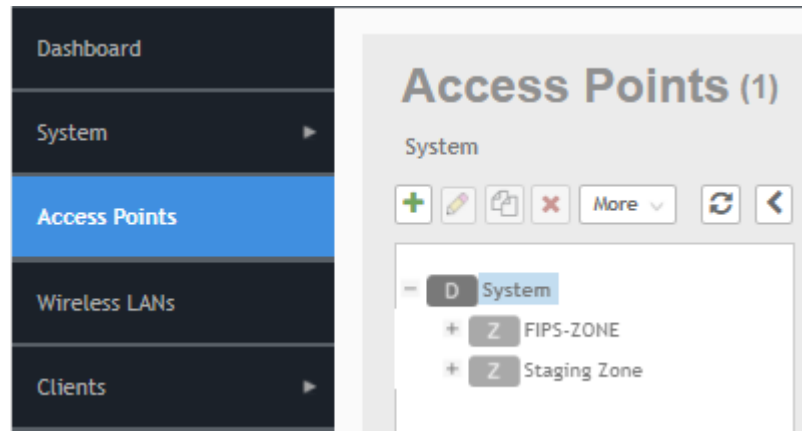 Dashboard
System
Access Points
Wireless LANs
Clients
Access Points (1)
System
More
D System
Z FIPS-ZONE
Z Staging Zone